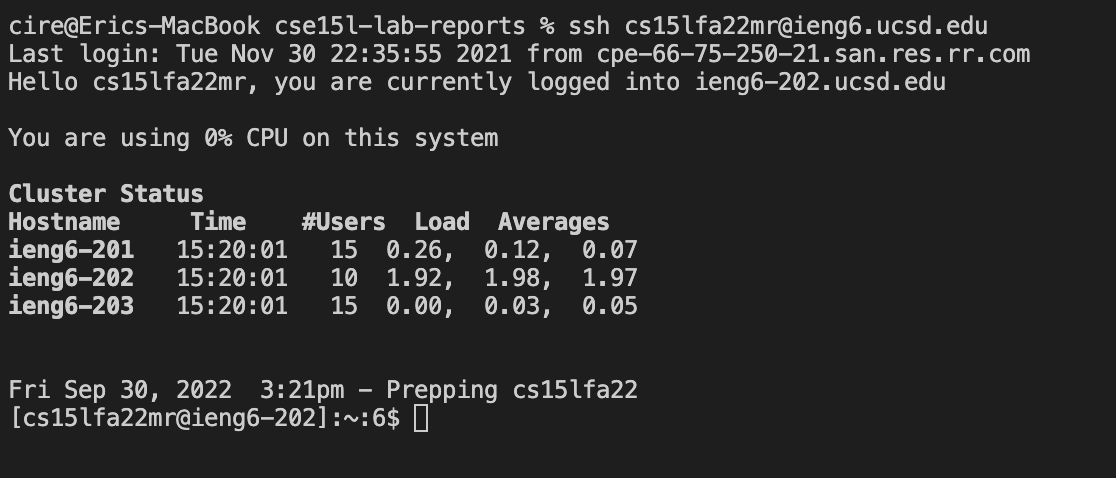 cire@Erics-MacBook cse15l-lab-reports % ssh cs15lfa22mr@ieng6.ucsd.edu
Last login: Tue Nov 30 22:35:55 2021 from cpe-66-75-250-21.san.res.rr.com
Hello cs15lfa22mr, you are currently logged into ieng6-202.ucsd.edu
You are using 0% CPU on this system
Cluster Status
Hostname     Time    #Users  Load  Averages
ieng6-201   15:20:01   15  0.26,  0.12,  0.07
ieng6-202   15:20:01   10  1.92,  1.98,  1.97
ieng6-203   15:20:01   15  0.00,  0.03,  0.05
Fri Sep 30, 2022  3:21pm - Prepping cs15lfa22
[cs15lfa22mr@ieng6-202]:~:6$